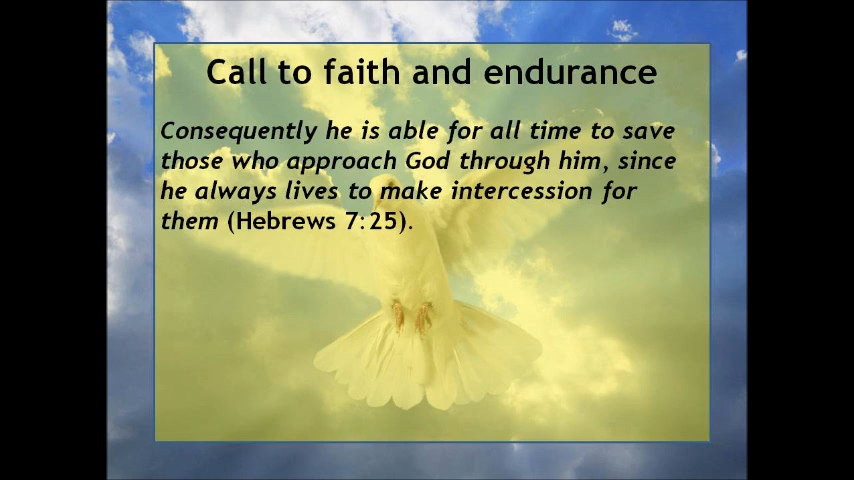 Call to faith and endurance
Consequently he is able for all time to save
those who approach God through him, since
he always lives to make intercession for
them (Hebrews 7:25).